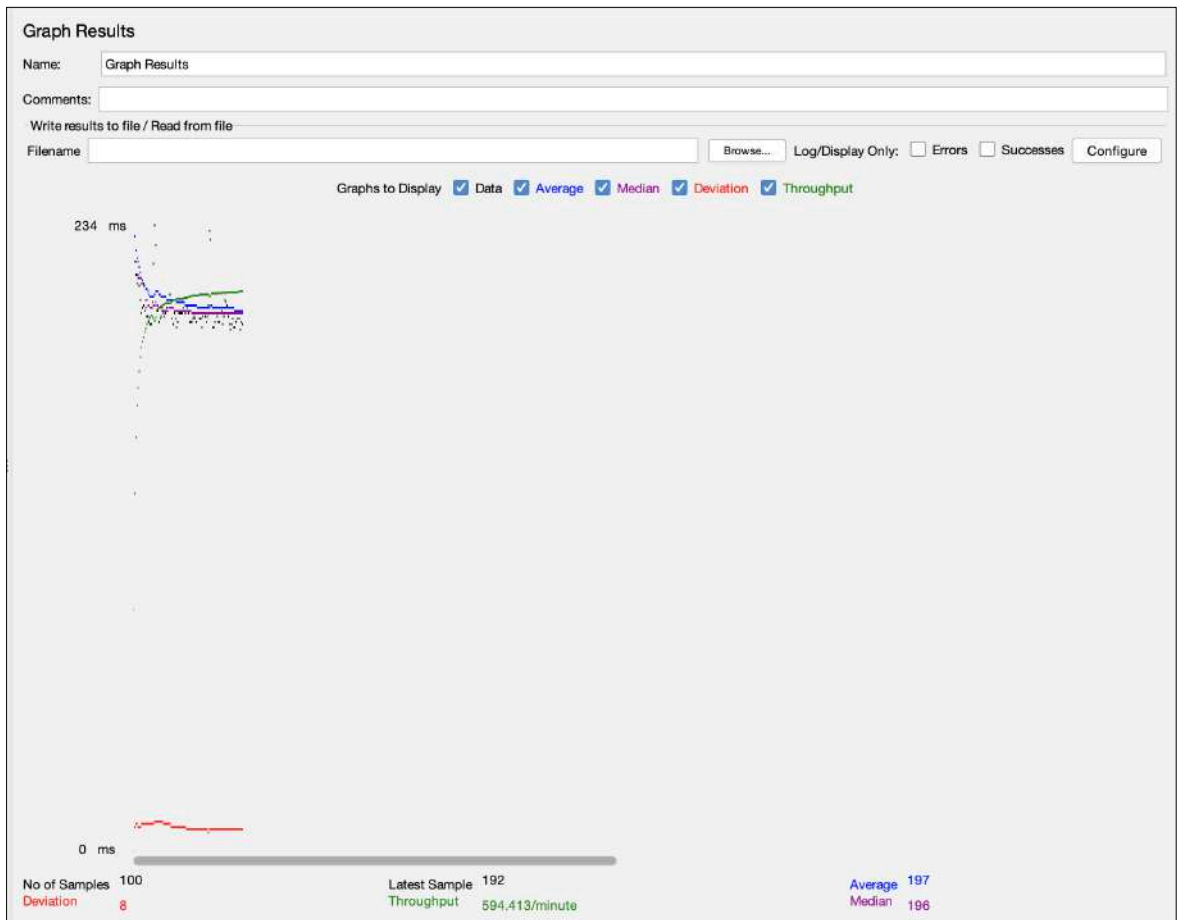 Graph Results
Name: Graph Results
Comments:
Write results to file / Read from file
Filename Browse... Log/Display Only: Errors Successes Configure
Graphs to Display Data Average Median Deviation Throughput
234 ms
0 ms
No of Samples 100 Latest Sample 192 Average 197
Deviation 8 Throughput 594.413/minute Median 196